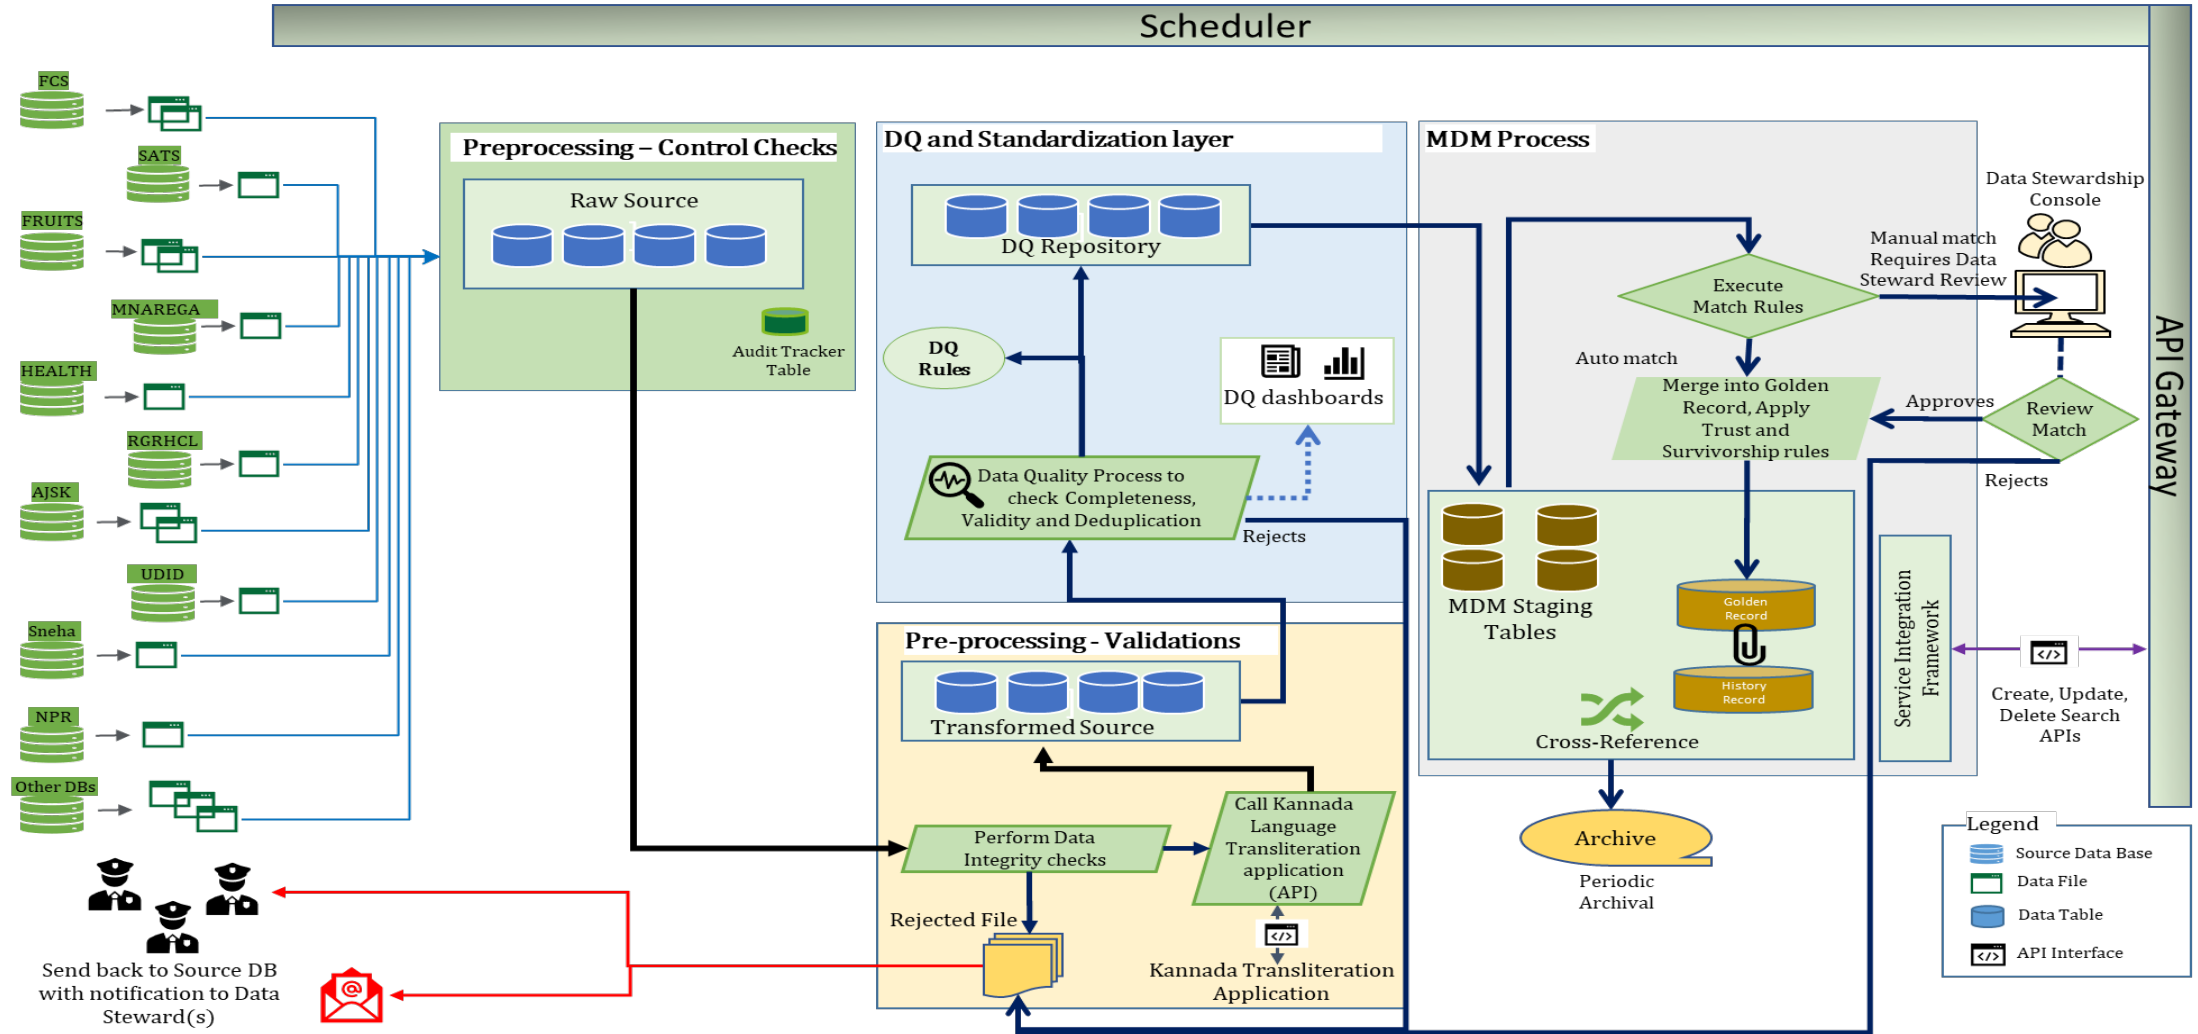 Scheduler
API Gateway
FCS
SATS
FRUITS
MNAREGA
HEALTH
RGRHCL
AJSK
UDID
Sneha
NPR
Other DBs
Send back to Source DB
with notification to Data
Steward(s)
Preprocessing – Control Checks
Raw Source
Audit Tracker
Table
DQ and Standardization layer
DQ Repository
DQ
Rules
DQ dashboards
Data Quality Process to
check Completeness,
Validity and Deduplication
Rejects
Pre-processing - Validations
Transformed Source
Perform Data
Integrity checks
Call Kannada
Language
Transliteration
application
(API)
Rejected File
Kannada Transliteration
Application
MDM Process
Execute
Match Rules
Manual match
Requires Data
Steward Review
Data Stewardship
Console
Auto match
Merge into Golden
Record, Apply
Trust and
Survivorship rules
Approves
Review
Match
Rejects
MDM Staging
Tables
Golden
Record
History
Record
Cross-Reference
Service Integration
Framework
Create, Update,
Delete Search
APIs
Archive
Periodic
Archival
Legend
Source Data Base
Data File
Data Table
API Interface